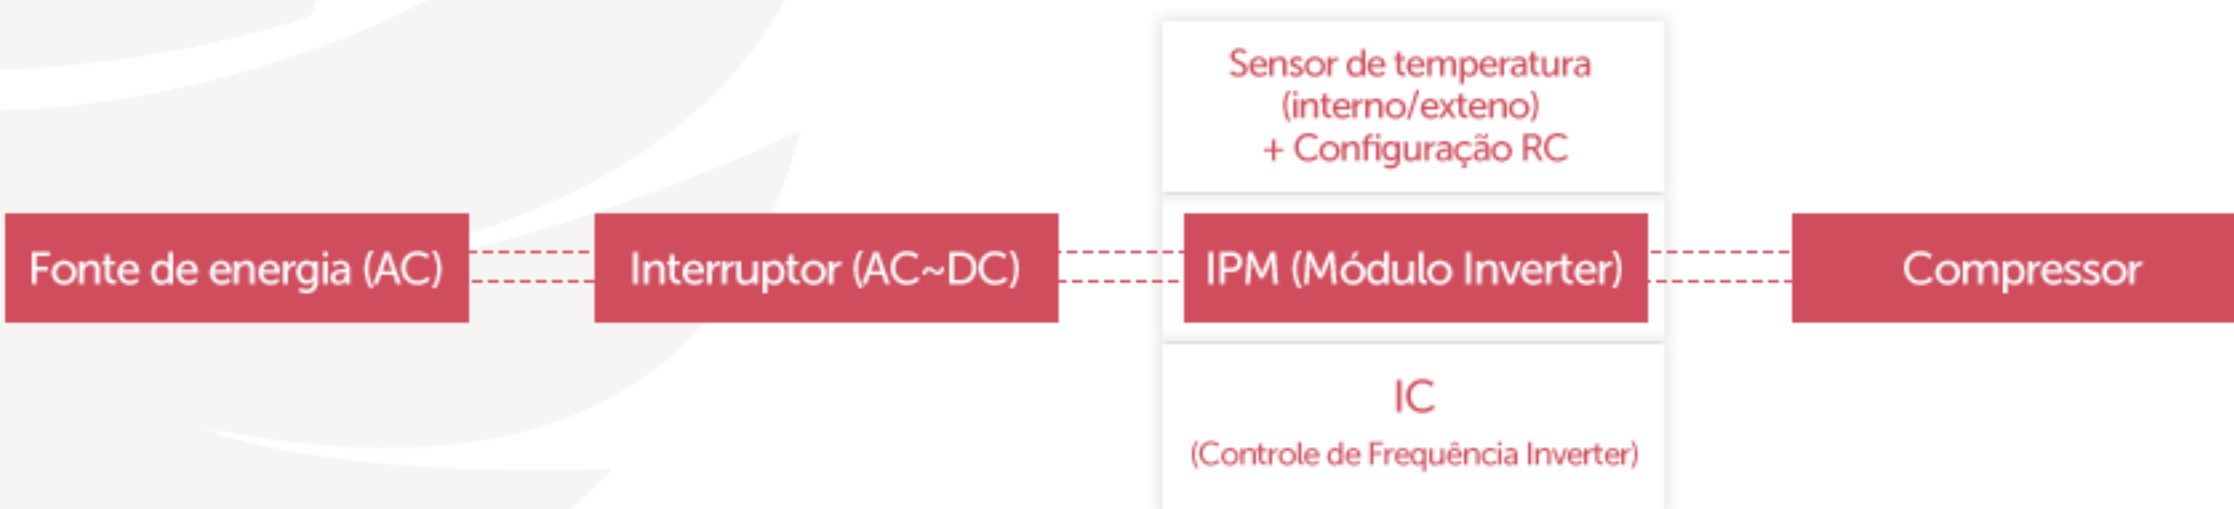 Sensor de temperatura
(interno/exteno)
+ Configuração RC
Fonte de energia (AC)
Interruptor (AC~DC)
IPM (Módulo Inverter)
Compressor
IC
(Controle de Frequência Inverter)